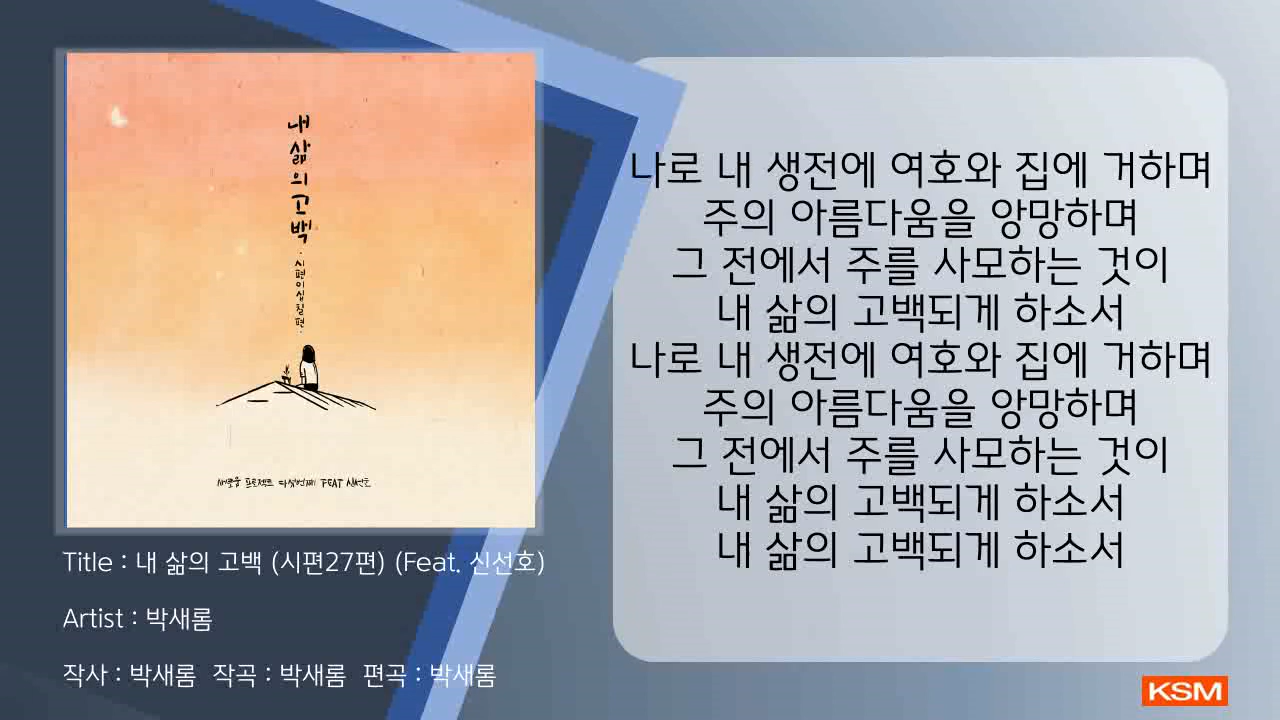 내
삶
의
고
백
·시편이십칠편·
새로움 프로젝트 다섯번째 FEAT 신선호
Title : 내 삶의 고백 (시편27편) (Feat. 신선호)
Artist : 박새롬
작사 : 박새롬 작곡 : 박새롬 편곡 : 박새롬
나로 내 생전에 여호와 집에 거하며
주의 아름다움을 앙망하며
그 전에서 주를 사모하는 것이
내 삶의 고백되게 하소서
나로 내 생전에 여호와 집에 거하며
주의 아름다움을 앙망하며
그 전에서 주를 사모하는 것이
내 삶의 고백되게 하소서
내 삶의 고백되게 하소서
KSM